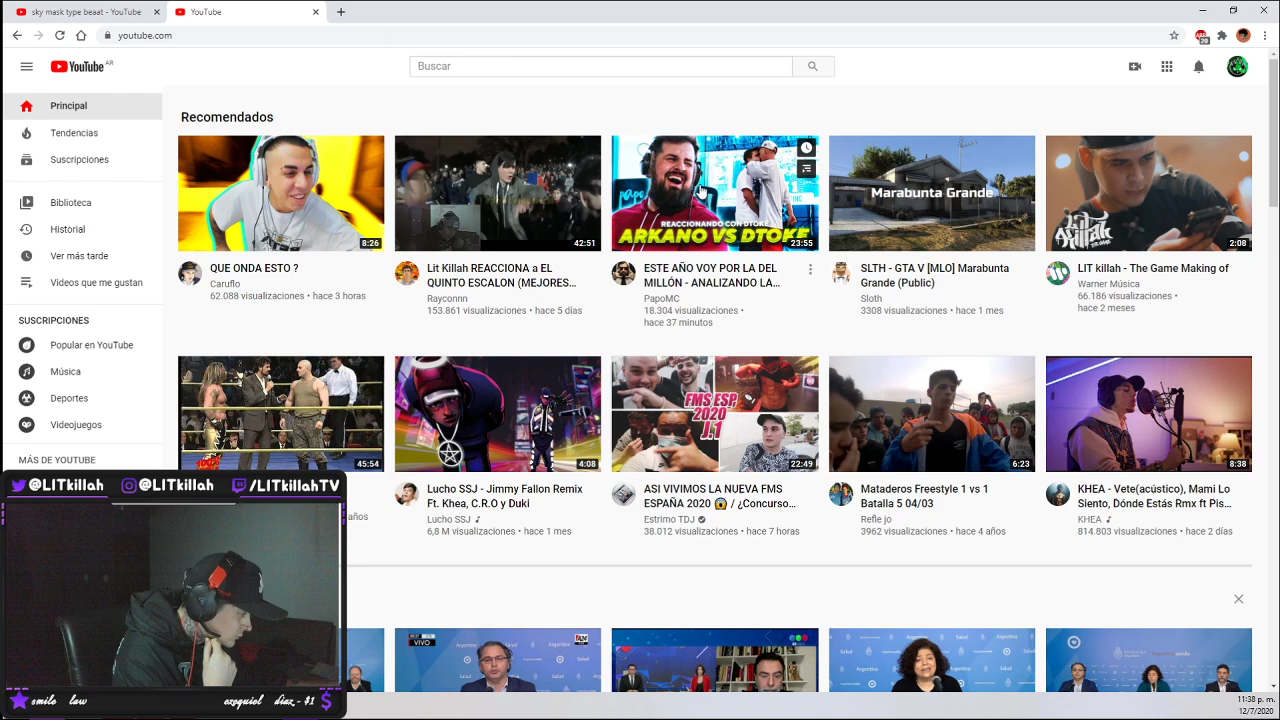 sky mask type beaat - YouTube
YouTube
youtube.com
20
YouTube AR
Buscar
Principal
Tendencias
Suscripciones
Biblioteca
Historial
Ver más tarde
Videos que me gustan
SUSCRIPCIONES
Popular en YouTube
Música
Deportes
Videojuegos
MÁS DE YOUTUBE
Recomendados
8:26
QUE ONDA ESTO ?
Caruflo
62.088 visualizaciones • hace 3 horas
42:51
Lit Killah REACCIONA a EL
QUINTO ESCALON (MEJORES...
Rayconnn
153.861 visualizaciones • hace 5 días
REACCIONANDO CON DTOKE
ARKANO VS DTOKE
23:55
ESTE AÑO VOY POR LA DEL
MILLÓN - ANALIZANDO LA...
PapoMC
18.304 visualizaciones •
hace 37 minutos
Marabunta Grande
SLTH - GTA V [MLO] Marabunta
Grande (Public)
Sloth
3308 visualizaciones • hace 1 mes
2:08
LIT killah - The Game Making of
Warner Música
66.186 visualizaciones •
hace 2 meses
45:54
años
4:08
Lucho SSJ - Jimmy Fallon Remix
Ft. Khea, C.R.O y Duki
Lucho SSJ
6,8 M visualizaciones • hace 1 mes
FMS ESP
2020
J.1
22:49
ASI VIVIMOS LA NUEVA FMS
ESPAÑA 2020 😱 / ¿Concurso...
Estrimo TDJ
38.012 visualizaciones • hace 7 horas
6:23
Mataderos Freestyle 1 vs 1
Batalla 5 04/03
Refle jo
3962 visualizaciones • hace 4 años
8:38
KHEA - Vete(acústico), Mami Lo
Siento, Dónde Estás Rmx ft Pis...
KHEA
814.803 visualizaciones • hace 2 días
VIVO
Salud
Argentina
@LITkillah
@LITkillah
/LITkillahTV
smile law
ezequiel diaz - $1
11:38 p. m.
12/7/2020